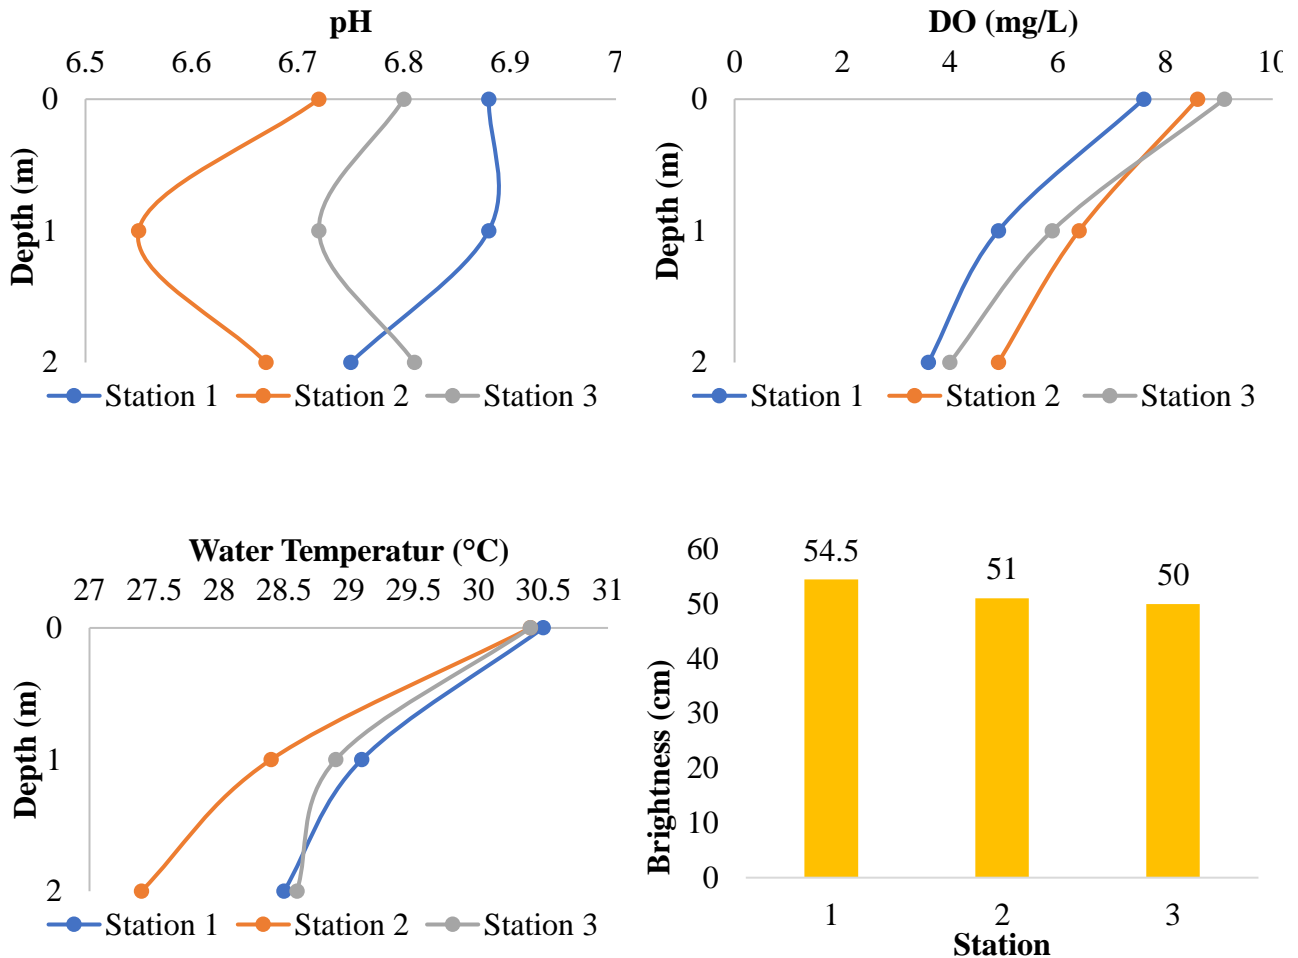 pH
6.5 6.6 6.7 6.8 6.9 7
0
1
2
Depth (m)
Station 1 Station 2 Station 3
DO (mg/L)
0 2 4 6 8 10
0
1
2
Depth (m)
Station 1 Station 2 Station 3
Water Temperatur (°C)
27 27.5 28 28.5 29 29.5 30 30.5 31
0
1
2
Depth (m)
Station 1 Station 2 Station 3
60
50
40
30
20
10
0
Brightness (cm)
54.5 51 50
1 2 3
Station